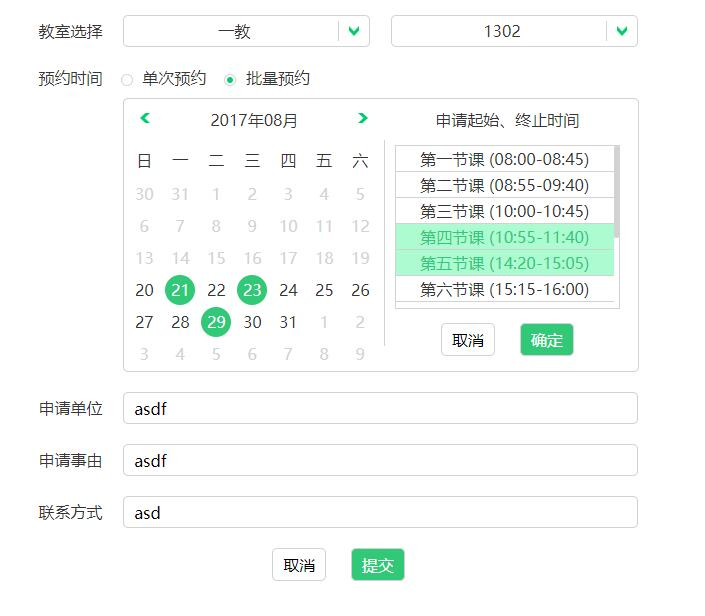 教室选择 一教 1302
预约时间 单次预约 批量预约
2017年08月
日 一 二 三 四 五 六
30 31 1 2 3 4 5
6 7 8 9 10 11 12
13 14 15 16 17 18 19
20 21 22 23 24 25 26
27 28 29 30 31 1 2
3 4 5 6 7 8 9
申请起始、终止时间
第一节课 (08:00-08:45)
第二节课 (08:55-09:40)
第三节课 (10:00-10:45)
第四节课 (10:55-11:40)
第五节课 (14:20-15:05)
第六节课 (15:15-16:00)
取消 确定
申请单位 asdf
申请事由 asdf
联系方式 asd
取消 提交